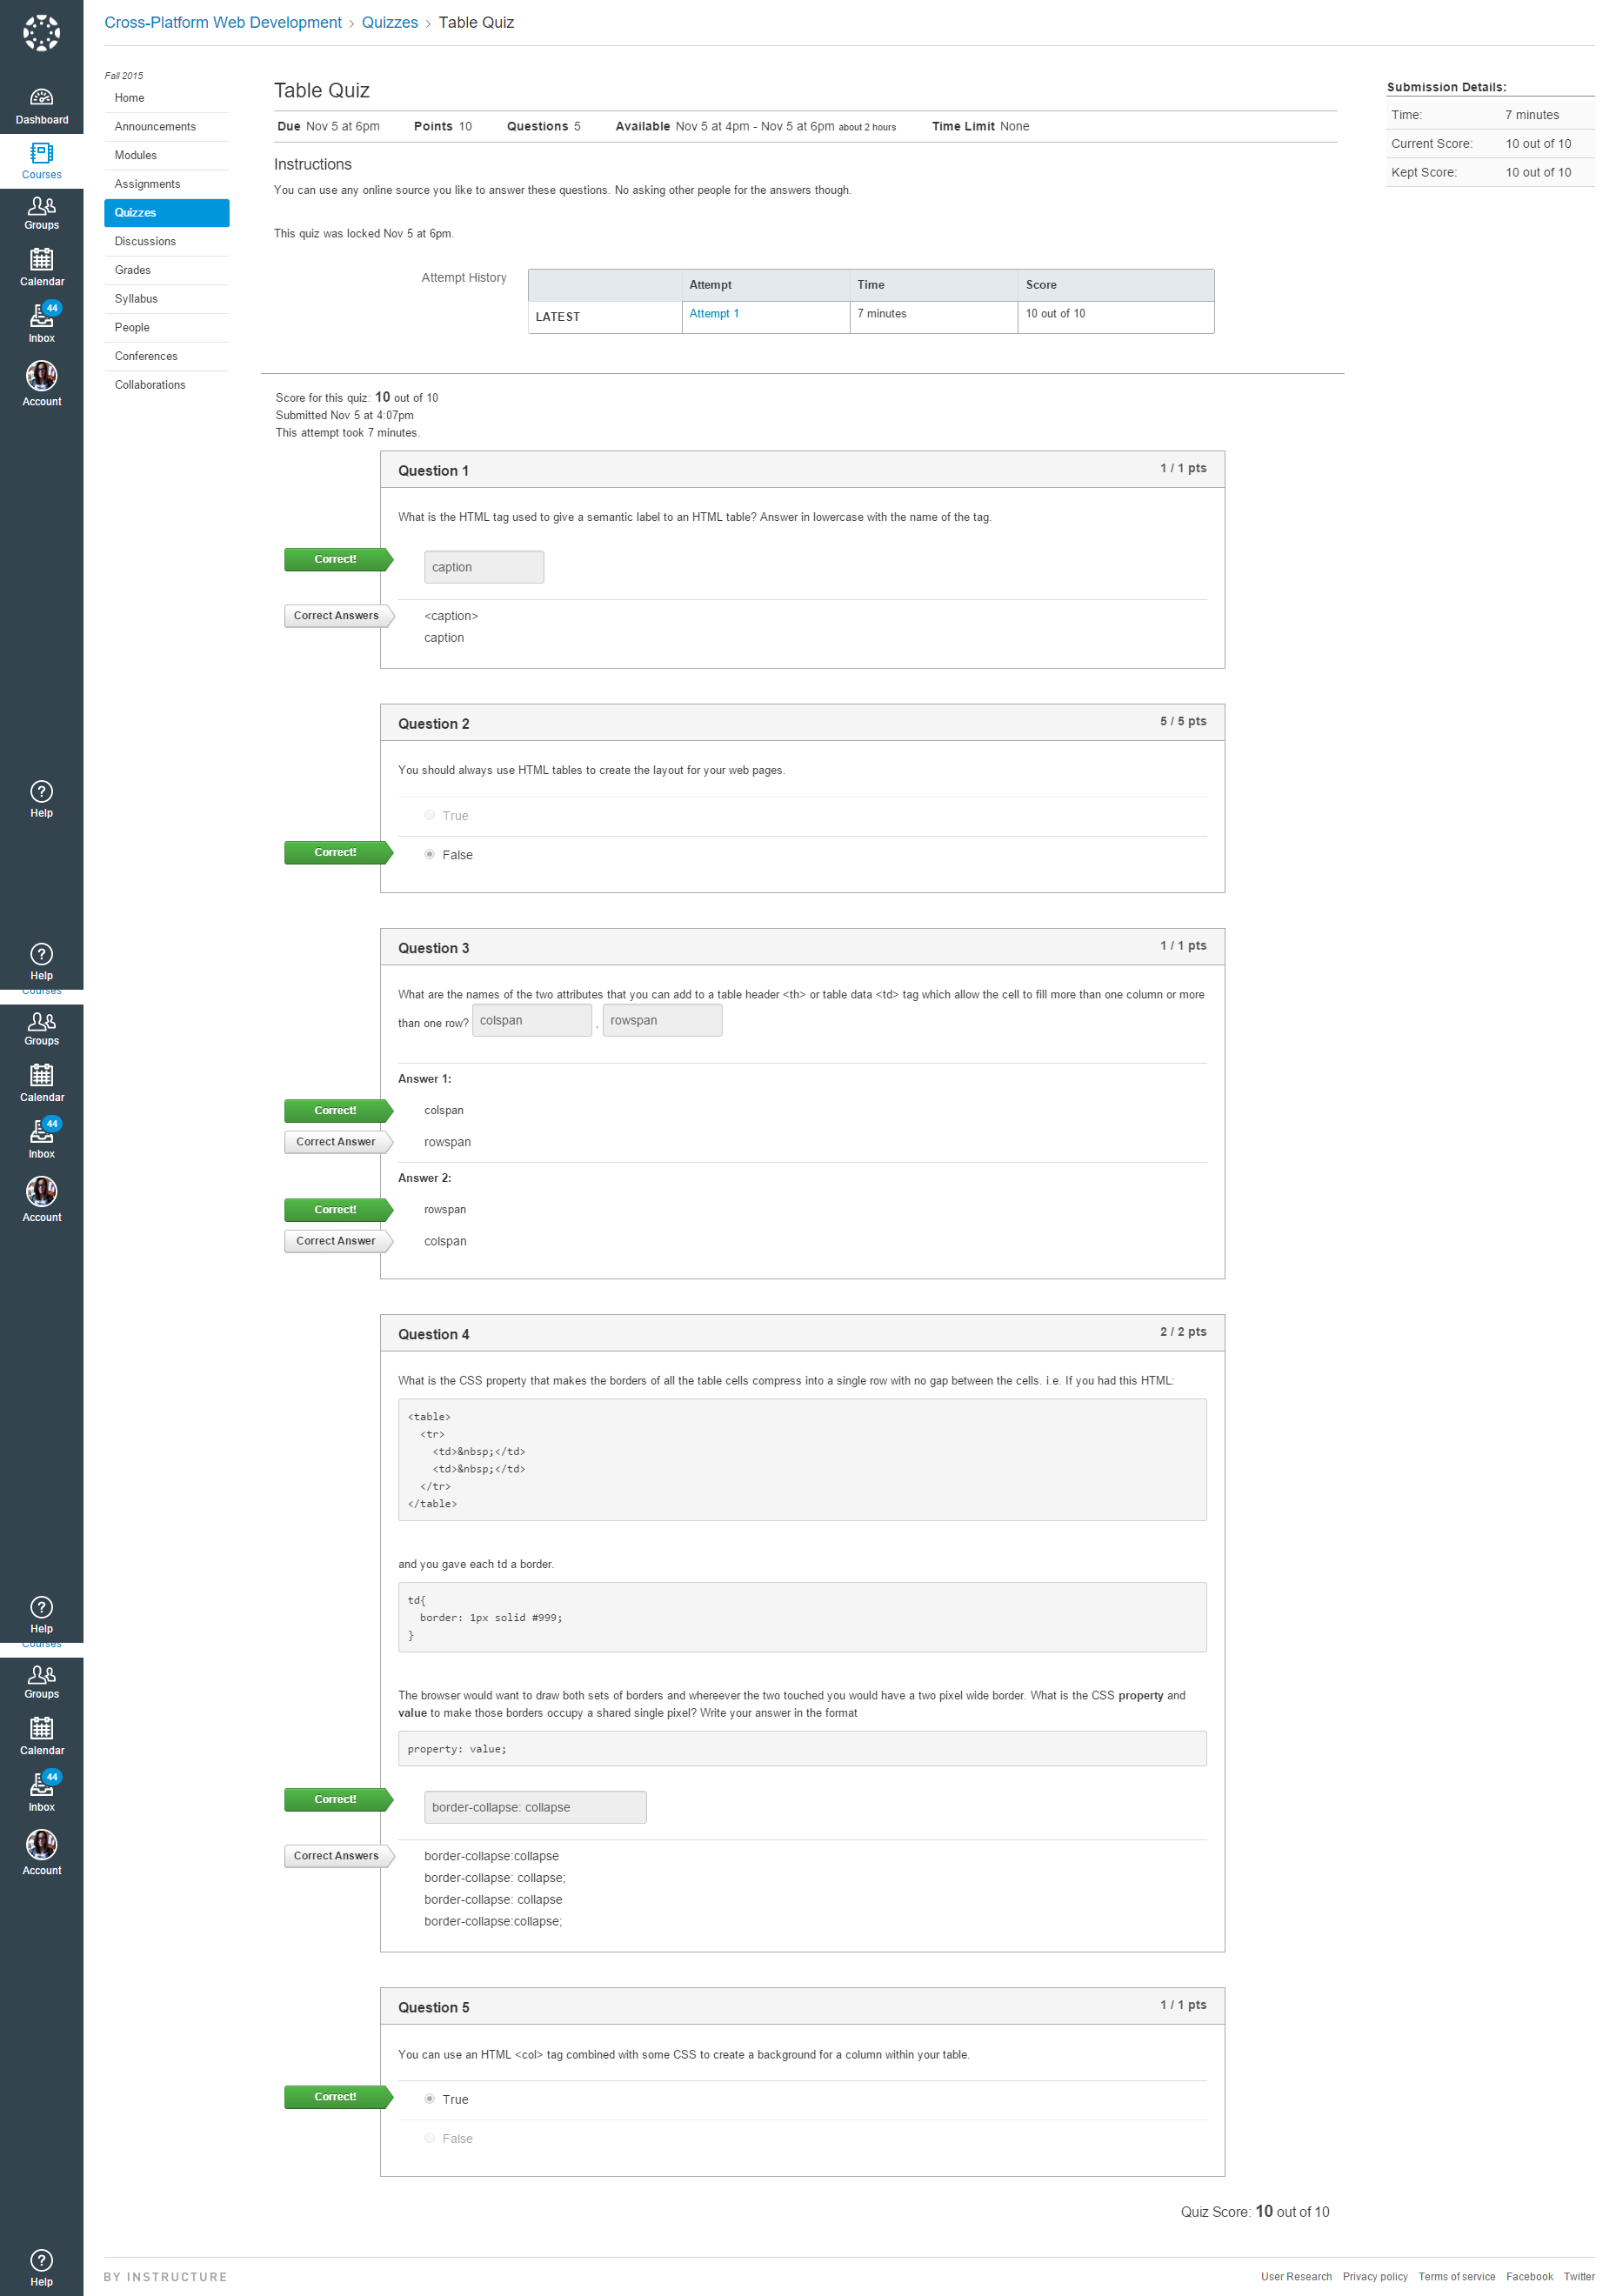 Cross-Platform Web Development > Quizzes > Table Quiz
Dashboard
Courses
Groups
Calendar
44
Inbox
Account
Help
Help
Courses
Groups
Calendar
44
Inbox
Account
Help
Courses
Groups
Calendar
44
Inbox
Account
Help
Fall 2015
Home
Announcements
Modules
Assignments
Quizzes
Discussions
Grades
Syllabus
People
Conferences
Collaborations
Table Quiz
Due Nov 5 at 6pm Points 10 Questions 5 Available Nov 5 at 4pm - Nov 5 at 6pm about 2 hours Time Limit None
Instructions
You can use any online source you like to answer these questions. No asking other people for the answers though.
This quiz was locked Nov 5 at 6pm.
Attempt History
Attempt Time Score
LATEST Attempt 1 7 minutes 10 out of 10
Score for this quiz: 10 out of 10
Submitted Nov 5 at 4:07pm
This attempt took 7 minutes.
Question 1 1 / 1 pts
What is the HTML tag used to give a semantic label to an HTML table? Answer in lowercase with the name of the tag.
Correct! caption
Correct Answers <caption>
caption
Question 2 5 / 5 pts
You should always use HTML tables to create the layout for your web pages.
True
Correct! False
Question 3 1 / 1 pts
What are the names of the two attributes that you can add to a table header <th> or table data <td> tag which allow the cell to fill more than one column or more
than one row? colspan , rowspan
Answer 1:
Correct! colspan
Correct Answer rowspan
Answer 2:
Correct! rowspan
Correct Answer colspan
Question 4 2 / 2 pts
What is the CSS property that makes the borders of all the table cells compress into a single row with no gap between the cells. i.e. If you had this HTML:
<table>
<tr>
<td>&nbsp;</td>
<td>&nbsp;</td>
</tr>
</table>
and you gave each td a border.
td{
border: 1px solid #999;
}
The browser would want to draw both sets of borders and whereever the two touched you would have a two pixel wide border. What is the CSS property and
value to make those borders occupy a shared single pixel? Write your answer in the format
property: value;
Correct! border-collapse: collapse
Correct Answers border-collapse:collapse
border-collapse: collapse;
border-collapse: collapse
border-collapse:collapse;
Question 5 1 / 1 pts
You can use an HTML <col> tag combined with some CSS to create a background for a column within your table.
Correct! True
False
Quiz Score: 10 out of 10
Submission Details:
Time: 7 minutes
Current Score: 10 out of 10
Kept Score: 10 out of 10
BY INSTRUCTURE
User Research Privacy policy Terms of service Facebook Twitter